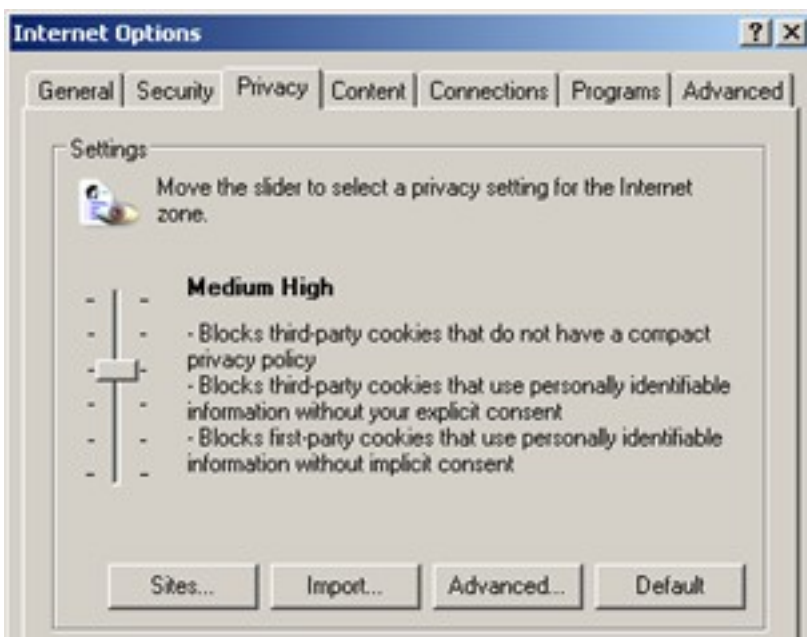 Internet Options
General Security Privacy Content Connections Programs Advanced
Settings
Move the slider to select a privacy setting for the Internet
zone.
Medium High
- Blocks third-party cookies that do not have a compact
privacy policy
- Blocks third-party cookies that use personally identifiable
information without your explicit consent
- Blocks first-party cookies that use personally identifiable
information without implicit consent
Sites... Import... Advanced... Default